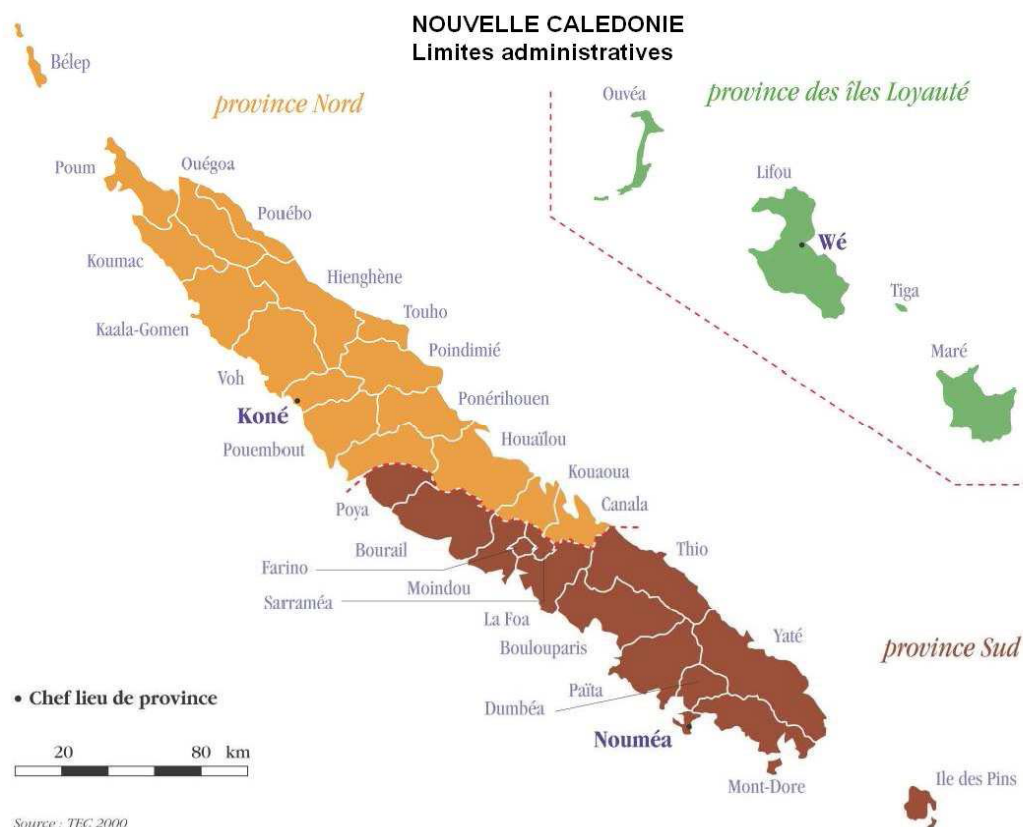 NOUVELLE CALEDONIE
Limites administratives
Bélep
province Nord
Ouvéa
province des îles Loyauté
Poum
Ouégoa
Lifou
Pouébo
Wé
Koumac
Hienghène
Tiga
Touho
Kaala-Gomen
Poindimié
Maré
Voh
Koné
Ponérihouen
Pouembout
Houaïlou
Kouaoua
Poya
Canala
Bourail
Thio
Farino
Moindou
Sarraméa
La Foa
Boulouparis
Yaté
province Sud
Païta
Dumbéa
• Chef lieu de province
Nouméa
20 80 km
Mont-Dore
Ile des Pins
Source : TEC 2000